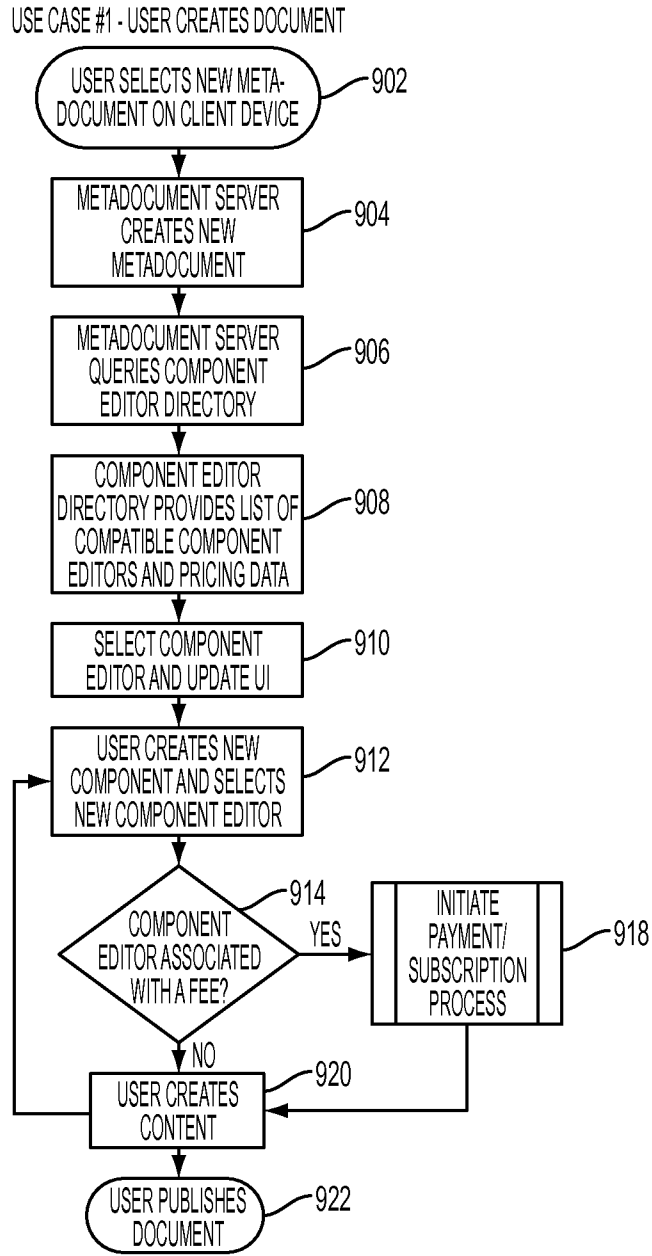 USE CASE #1 - USER CREATES DOCUMENT
USER SELECTS NEW META-
DOCUMENT ON CLIENT DEVICE
902
METADOCUMENT SERVER
CREATES NEW
METADOCUMENT
904
METADOCUMENT SERVER
QUERIES COMPONENT
EDITOR DIRECTORY
906
COMPONENT EDITOR
DIRECTORY PROVIDES LIST OF
COMPATIBLE COMPONENT
EDITORS AND PRICING DATA
908
SELECT COMPONENT
EDITOR AND UPDATE UI
910
USER CREATES NEW
COMPONENT AND SELECTS
NEW COMPONENT EDITOR
912
COMPONENT
EDITOR ASSOCIATED
WITH A FEE?
914
YES
INITIATE
PAYMENT/
SUBSCRIPTION
PROCESS
918
NO
USER CREATES
CONTENT
920
USER PUBLISHES
DOCUMENT
922